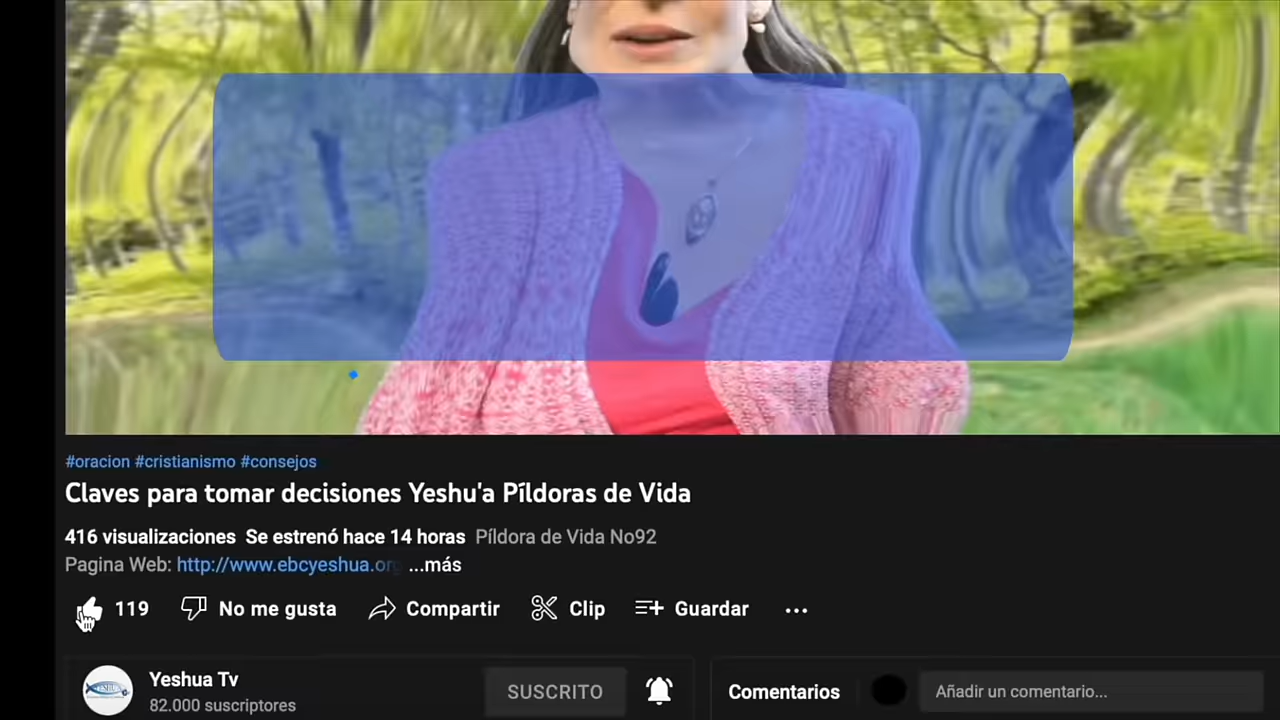 #oracion #cristianismo #consejos
Claves para tomar decisiones Yeshu'a Píldoras de Vida
416 visualizaciones Se estrenó hace 14 horas Píldora de Vida No92
Pagina Web: http://www.ebcyeshua.org ...más
119 No me gusta Compartir Clip Guardar ...
Yeshua Tv
82.000 suscriptores
SUSCRITO
Comentarios
Añadir un comentario...